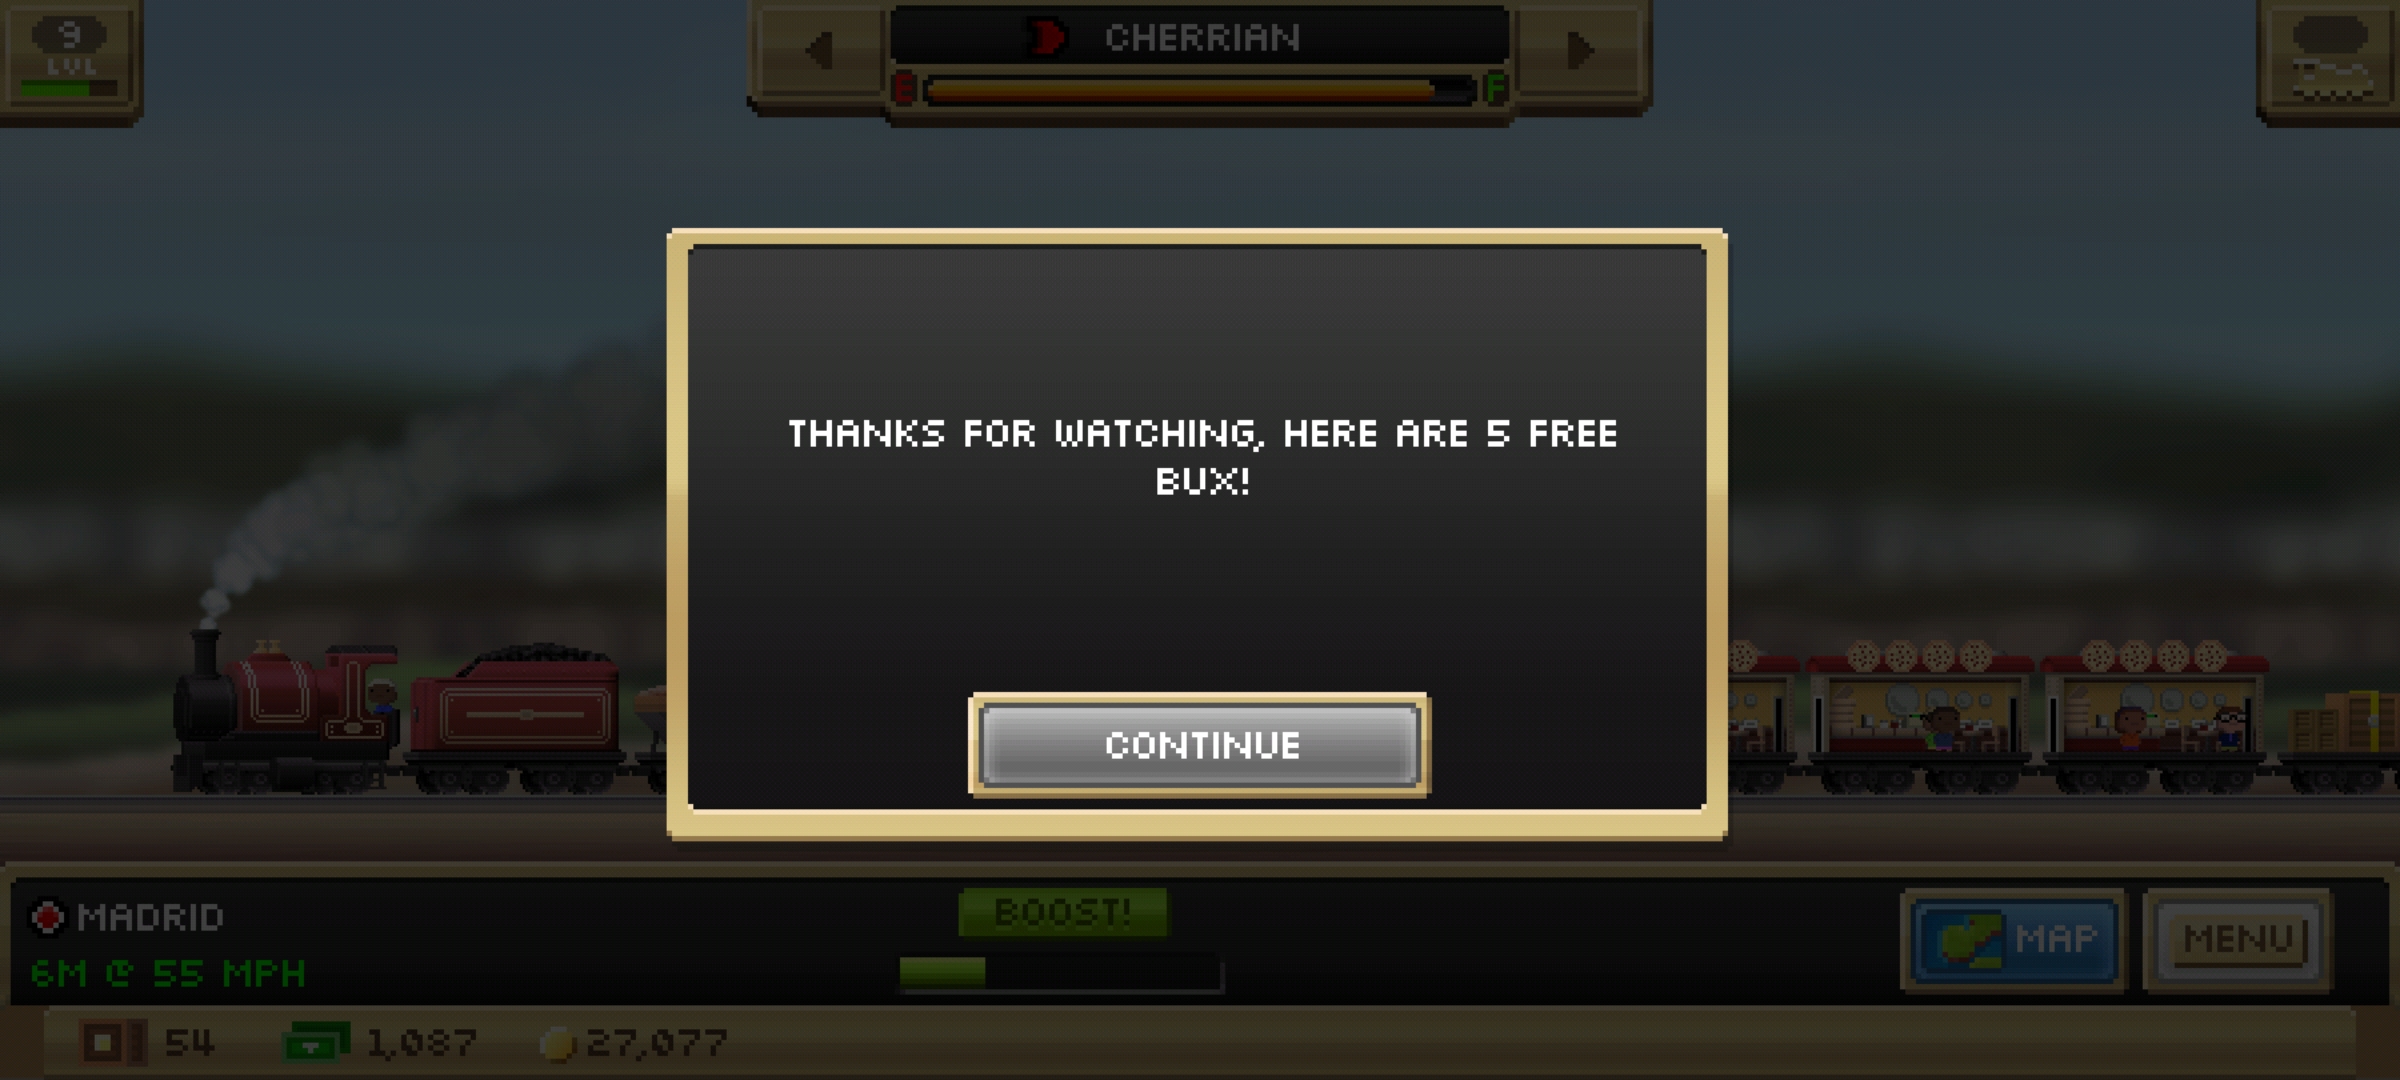 9
LVL
CHERRIAN
E
F
THANKS FOR WATCHING, HERE ARE 5 FREE
BUX!
CONTINUE
MADRID
6M @ 55 MPH
BOOST!
MAP
MENU
54
1,087
27,077